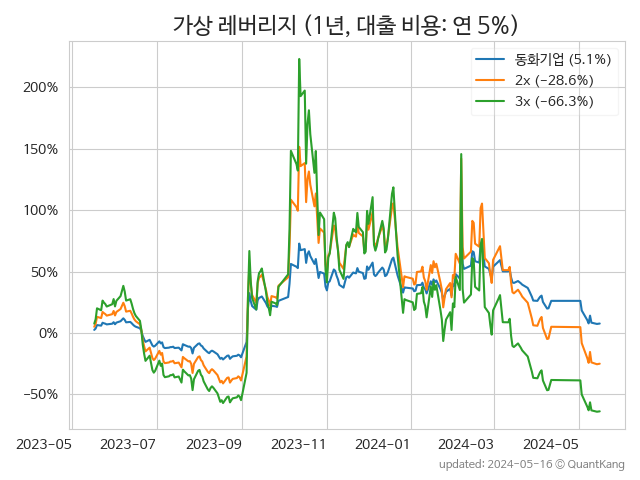 가상 레버리지 (1년, 대출 비용: 연 5%)
동화기업 (5.1%)
2x (−28.6%)
3x (−66.3%)
200%
150%
100%
50%
0%
−50%
2023-05 2023-07 2023-09 2023-11 2024-01 2024-03 2024-05
updated: 2024-05-16 © QuantKang